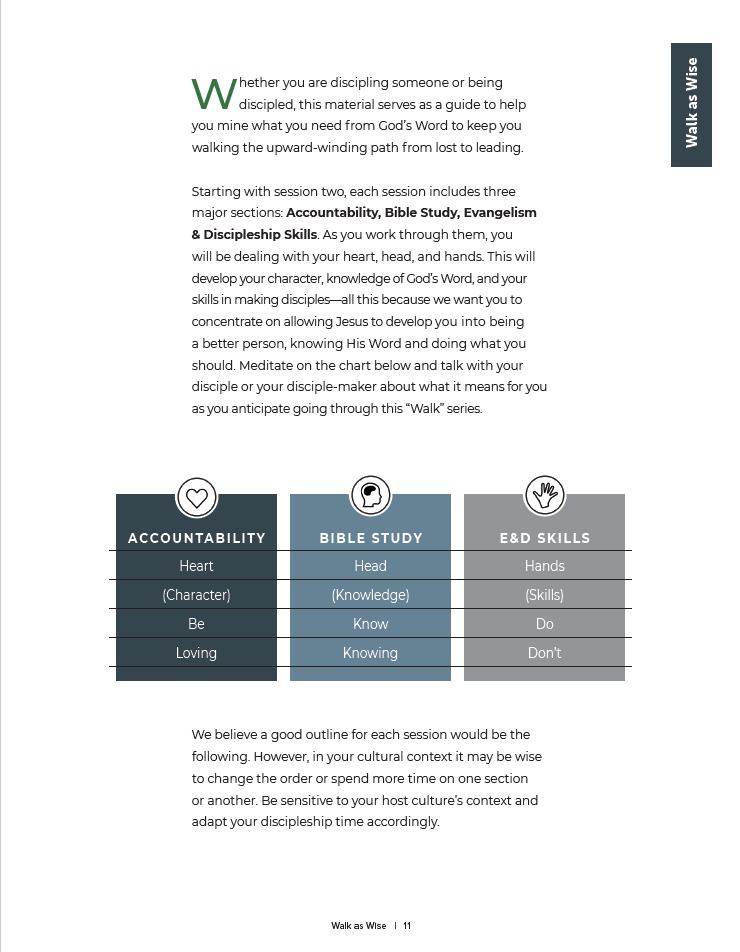 Walk as Wise
Whether you are discipling someone or being
discipled, this material serves as a guide to help
you mine what you need from God's Word to keep you
walking the upward-winding path from lost to leading.
Starting with session two, each session includes three
major sections: Accountability, Bible Study, Evangelism
& Discipleship Skills. As you work through them, you
will be dealing with your heart, head, and hands. This will
develop your character, knowledge of God's Word, and your
skills in making disciples—all this because we want you to
concentrate on allowing Jesus to develop you into being
a better person, knowing His Word and doing what you
should. Meditate on the chart below and talk with your
disciple or your disciple-maker about what it means for you
as you anticipate going through this “Walk” series.
ACCOUNTABILITY BIBLE STUDY E&D SKILLS
Heart Head Hands
(Character) (Knowledge) (Skills)
Be Know Do
Loving Knowing Don't
We believe a good outline for each session would be the
following. However, in your cultural context it may be wise
to change the order or spend more time on one section
or another. Be sensitive to your host culture's context and
adapt your discipleship time accordingly.
Walk as Wise | 11